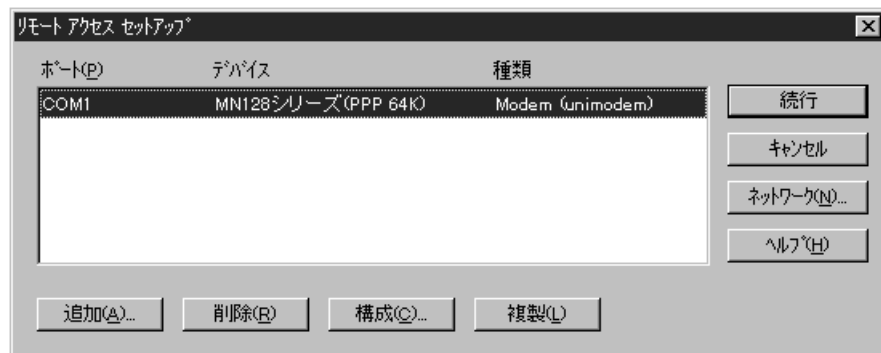 リモート アクセス セットアップ
ポート(P) デバイス 種類
COM1 MN128シリーズ(PPP 64K) Modem (unimodem)
続行
キャンセル
ネットワーク(N)...
ヘルプ(H)
追加(A)... 削除(R) 構成(C)... 複製(L)